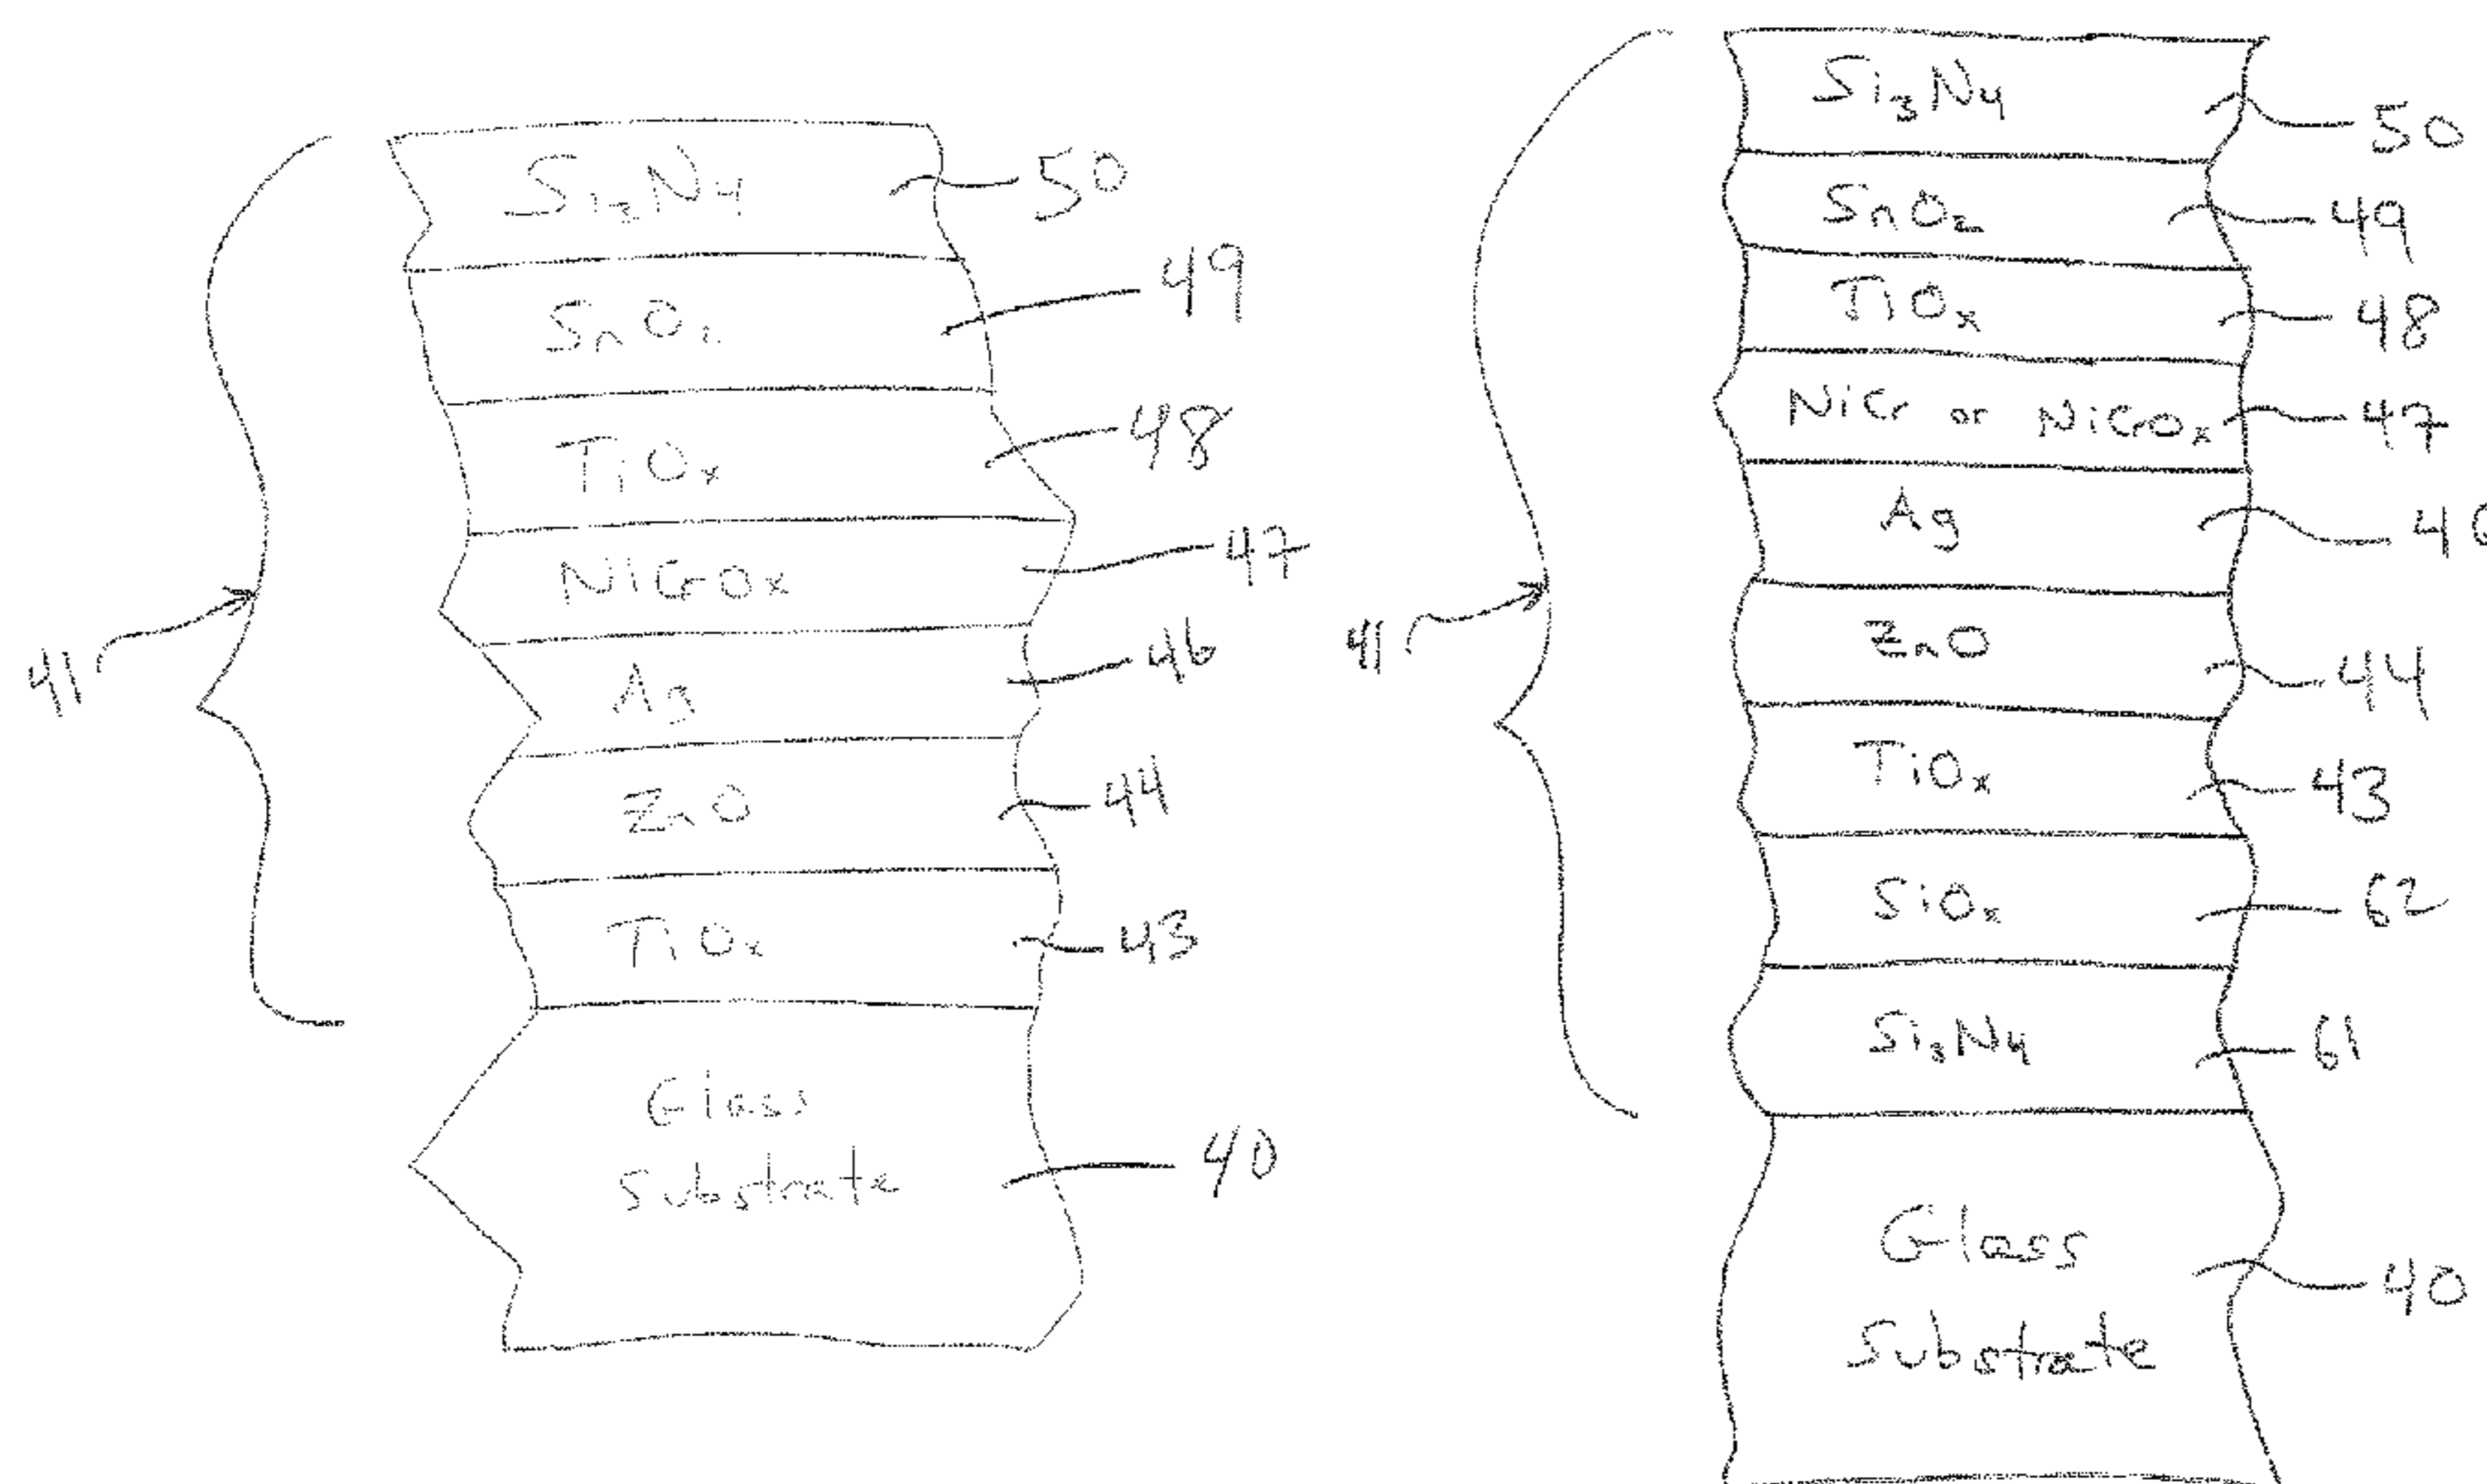 Si₃N₄ 50
SnO₂ 49
TiOₓ 48
NiCrOₓ 47
Ag 46
ZnO 44
TiOₓ 43
41
Glass
Substrate 40
Si₃N₄ 50
SnO₂ 49
TiOₓ 48
NiCr or NiCrOₓ 47
Ag 46
ZnO 44
TiOₓ 43
SiOₓ 62
Si₃N₄ 61
41
Glass
Substrate 40